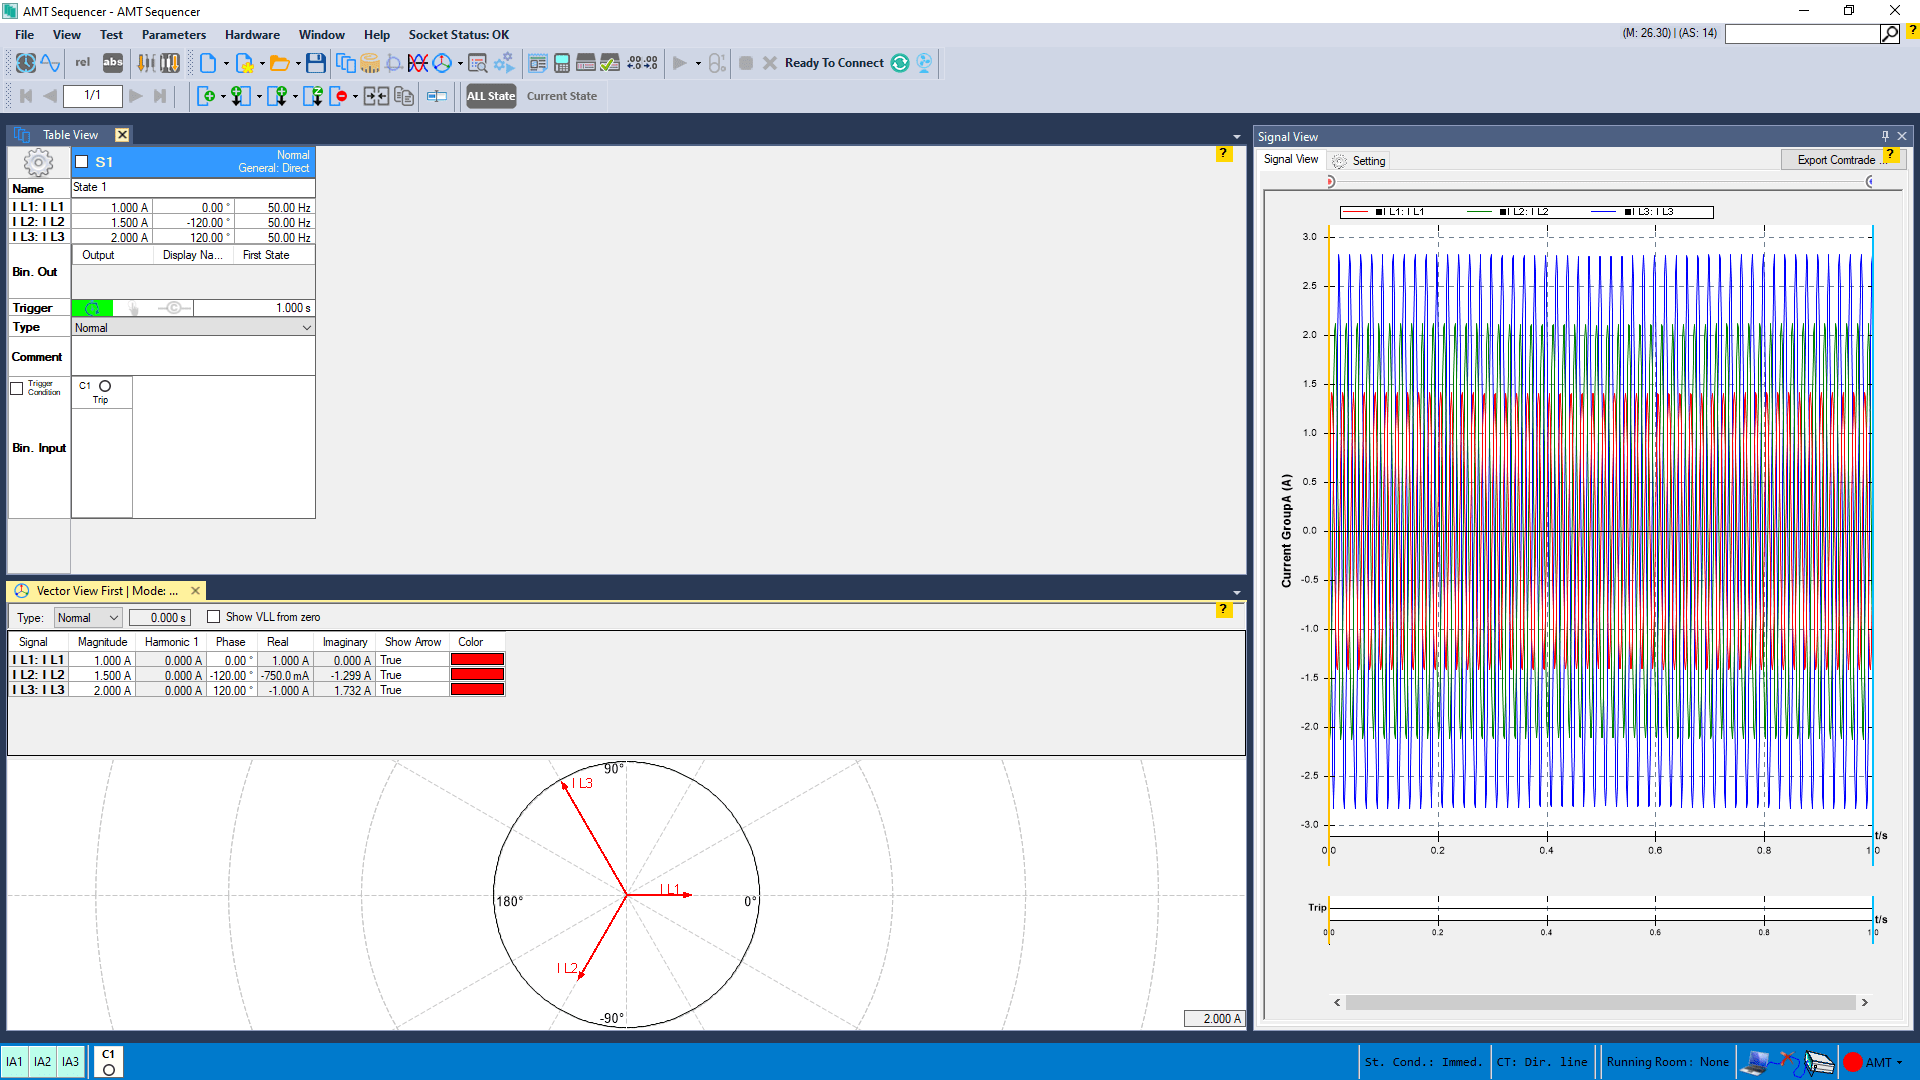 AMT Sequencer - AMT Sequencer
File View Test Parameters Hardware Window Help Socket Status: OK
(M: 26.30) | (AS: 14)
?
rel abs Ready To Connect
1/1 ALL State Current State
Table View
?
S1 Normal
General: Direct
Name State 1
I L1: I L1 1.000 A 0.00 ° 50.00 Hz
I L2: I L2 1.500 A -120.00 ° 50.00 Hz
I L3: I L3 2.000 A 120.00 ° 50.00 Hz
Bin. Out Output Display Na... First State
Trigger 1.000 s
Type Normal
Comment
Trigger Condition C1
Trip
Bin. Input
Vector View First | Mode: ...
?
Type: Normal 0.000 s Show VLL from zero
Signal Magnitude Harmonic 1 Phase Real Imaginary Show Arrow Color
I L1: I L1 1.000 A 0.000 A 0.00 ° 1.000 A 0.000 A True
I L2: I L2 1.500 A 0.000 A -120.00 ° -750.0 mA -1.299 A True
I L3: I L3 2.000 A 0.000 A 120.00 ° -1.000 A 1.732 A True
90°
I L3
I L1
180° 0°
I L2
-90°
2.000 A
Signal View
Signal View Setting Export Comtrade ... ?
I L1: I L1 I L2: I L2 I L3: I L3
Current GroupA (A)
3.0
2.5
2.0
1.5
1.0
0.5
0.0
-0.5
-1.0
-1.5
-2.0
-2.5
-3.0
t/s
0.0 0.2 0.4 0.6 0.8 1.0
Trip
t/s
0.0 0.2 0.4 0.6 0.8 1.0
IA1 IA2 IA3 C1
St. Cond.: Immed. CT: Dir. line Running Room: None AMT